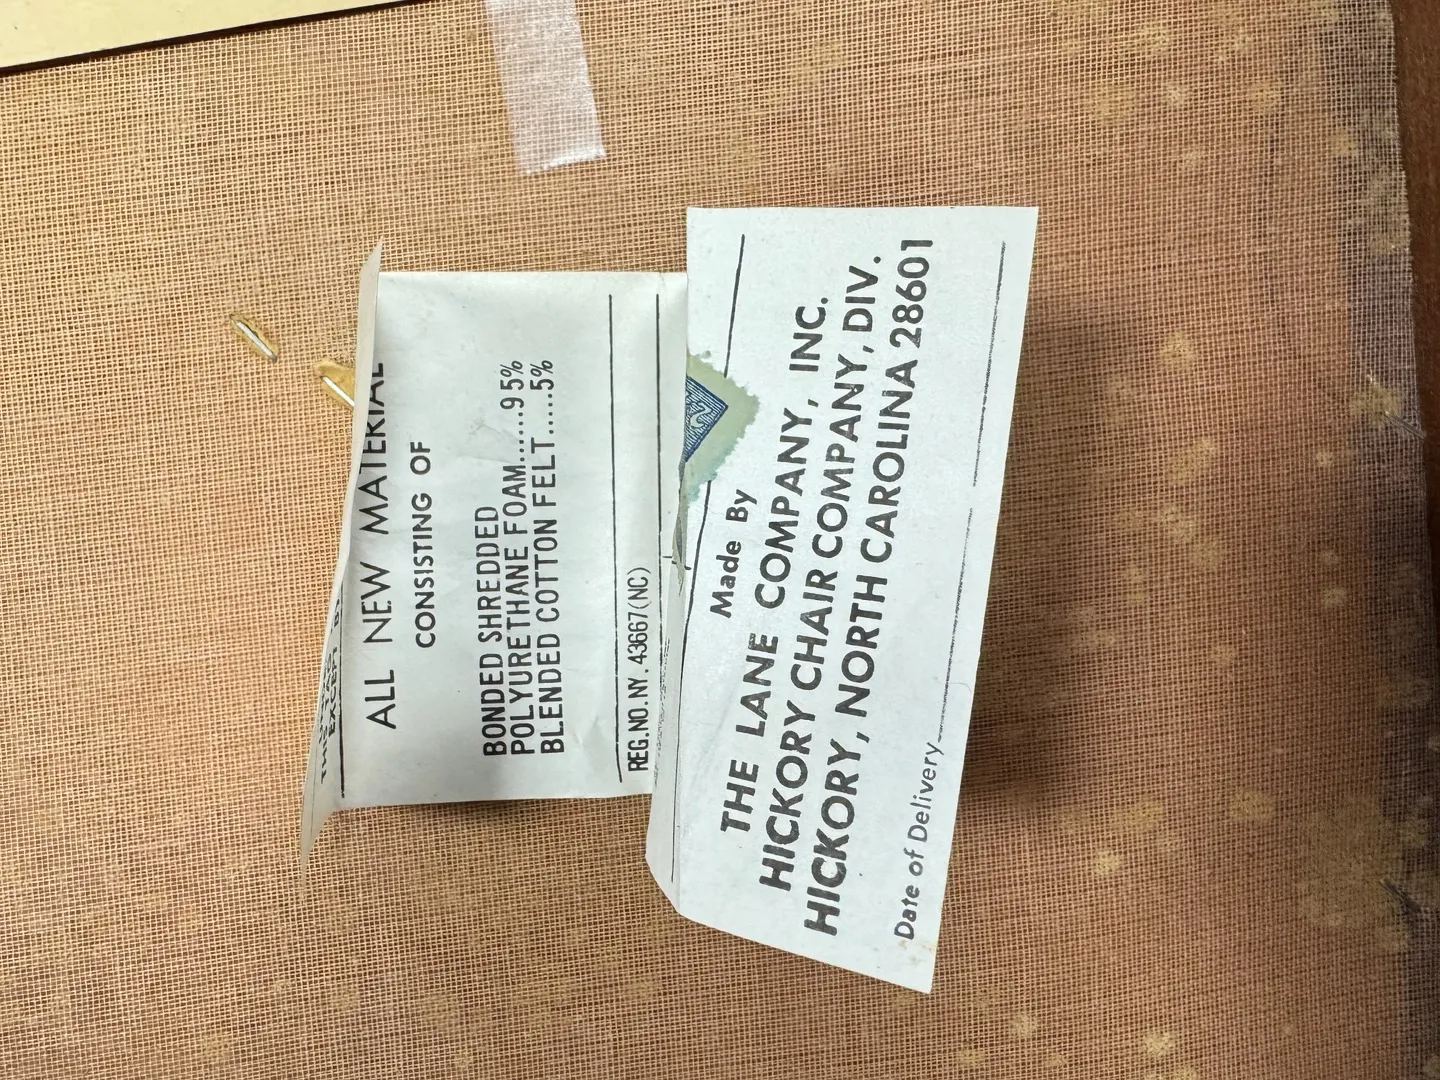 ALL NEW MATERIAL
CONSISTING OF
BONDED SHREDDED
POLYURETHANE FOAM......95%
BLENDED COTTON FELT.....5%
REG.NO. NY. 43667(NC)
Made By
THE LANE COMPANY, INC.
HICKORY CHAIR COMPANY, DIV.
HICKORY, NORTH CAROLINA 28601
Date of Delivery